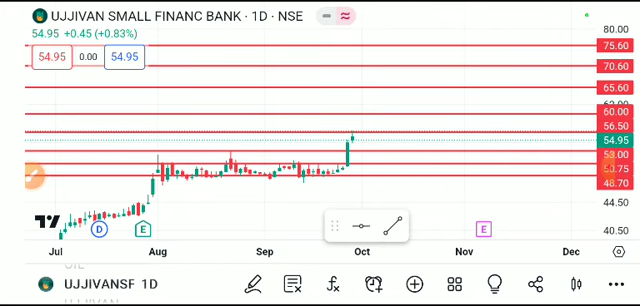 UJJIVAN SMALL FINANC BANK · 1D · NSE
54.95 +0.45 (+0.83%)
54.95 0.00 54.95
80.00
75.60
70.60
65.60
60.00
56.50
54.95
53.00
48.70
44.50
40.50
D E E
Jul Aug Sep Oct Nov Dec
UJJIVANSF 1D